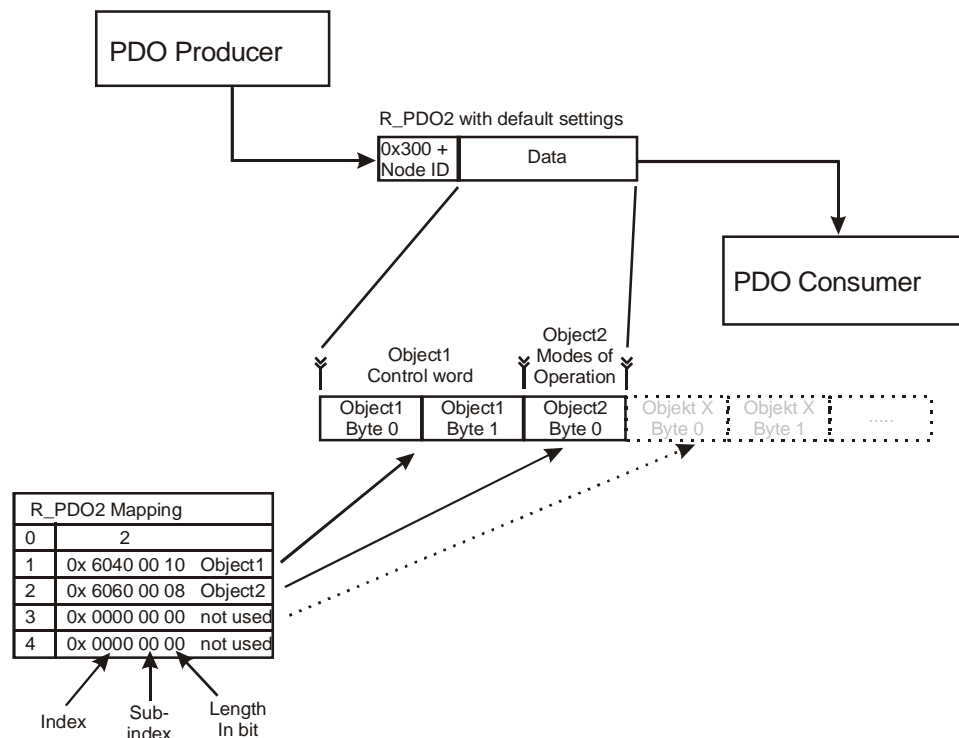 PDO Producer
R_PDO2 with default settings
0x300 +
Node ID
Data
PDO Consumer
Object1
Control word
Object2
Modes of
Operation
Object1
Byte 0
Object1
Byte 1
Object2
Byte 0
Objekt X
Byte 0
Objekt X
Byte 1
.....
R_PDO2 Mapping
0 2
1 0x 6040 00 10 Object1
2 0x 6060 00 08 Object2
3 0x 0000 00 00 not used
4 0x 0000 00 00 not used
Index
Sub-
index
Length
In bit